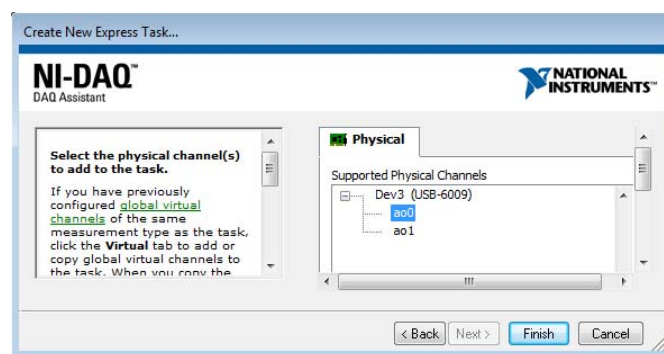 Create New Express Task...
NI-DAQ™
DAQ Assistant
NATIONAL
INSTRUMENTS™
Select the physical channel(s)
to add to the task.
If you have previously
configured global virtual
channels of the same
measurement type as the task,
click the Virtual tab to add or
copy global virtual channels to
the task. When you copy the
Physical
Supported Physical Channels
Dev3 (USB-6009)
ao0
ao1
< Back
Next >
Finish
Cancel